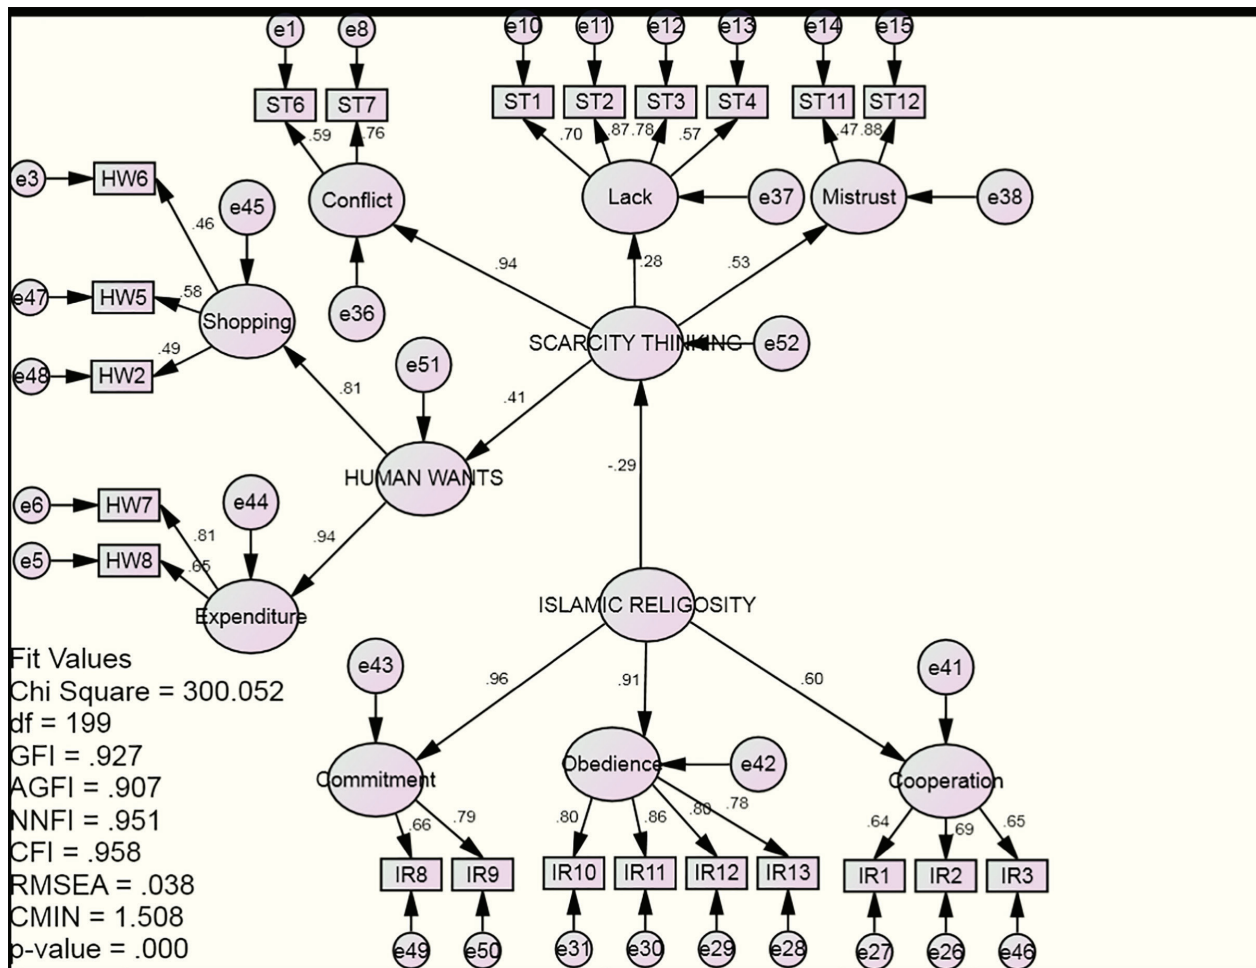 e1
e8
e10
e11
e12
e13
e14
e15
ST6
ST7
ST1
ST2
ST3
ST4
ST11
ST12
.59
.76
.70
.87
.78
.57
.47
.88
e3
HW6
e45
Conflict
Lack
e37
Mistrust
e38
.46
.94
.28
.53
e47
HW5
.58
Shopping
e36
SCARCITY THINKING
e52
.49
e48
HW2
e51
.81
.41
HUMAN WANTS
-.29
e6
HW7
e44
.81
.94
e5
HW8
.65
Expenditure
ISLAMIC RELIGOSITY
Fit Values
Chi Square = 300.052
df = 199
GFI = .927
AGFI = .907
NNFI = .951
CFI = .958
RMSEA = .038
CMIN = 1.508
p-value = .000
e43
.96
.91
.60
e41
Commitment
Obedience
e42
Cooperation
.66
.79
.80
.86
.80
.78
.64
.69
.65
IR8
IR9
IR10
IR11
IR12
IR13
IR1
IR2
IR3
e49
e50
e31
e30
e29
e28
e27
e26
e46